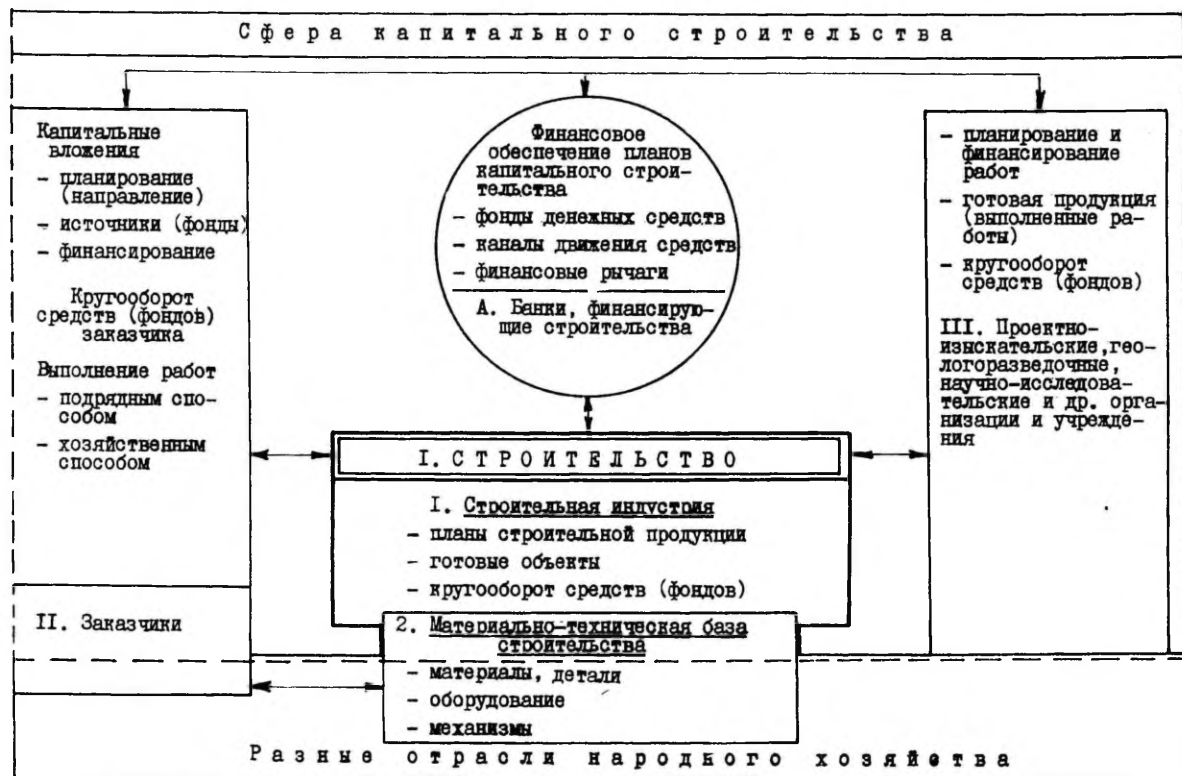 Сфера капитального строительства
Капитальные
вложения
- планирование
(направление)
- источники (фонды)
- финансирование
Кругооборот
средств (фондов)
заказчика
Выполнение работ
- подрядным спо-
собом
- хозяйственным
способом
II. Заказчики
Финансовое
обеспечение планов
капитального строи-
тельства
- фонды денежных средств
- каналы движения средств
- финансовые рычаги
А. Банки, финансирую-
щие строительства
- планирование и
финансирование
работ
- готовая продукция
(выполненные ра-
боты)
- кругооборот
средств (фондов)
III. Проектно-
изыскательские,гео-
логоразведочные,
научно-исследова-
тельские и др. орга-
низации и учрежде-
ния
I. СТРОИТЕЛЬСТВО
I. Строительная индустрия
- планы строительной продукции
- готовые объекты
- кругооборот средств (фондов)
2. Материально-техническая база
строительства
- материалы, детали
- оборудование
- механизмы
Разные отрасли народного хозяйства